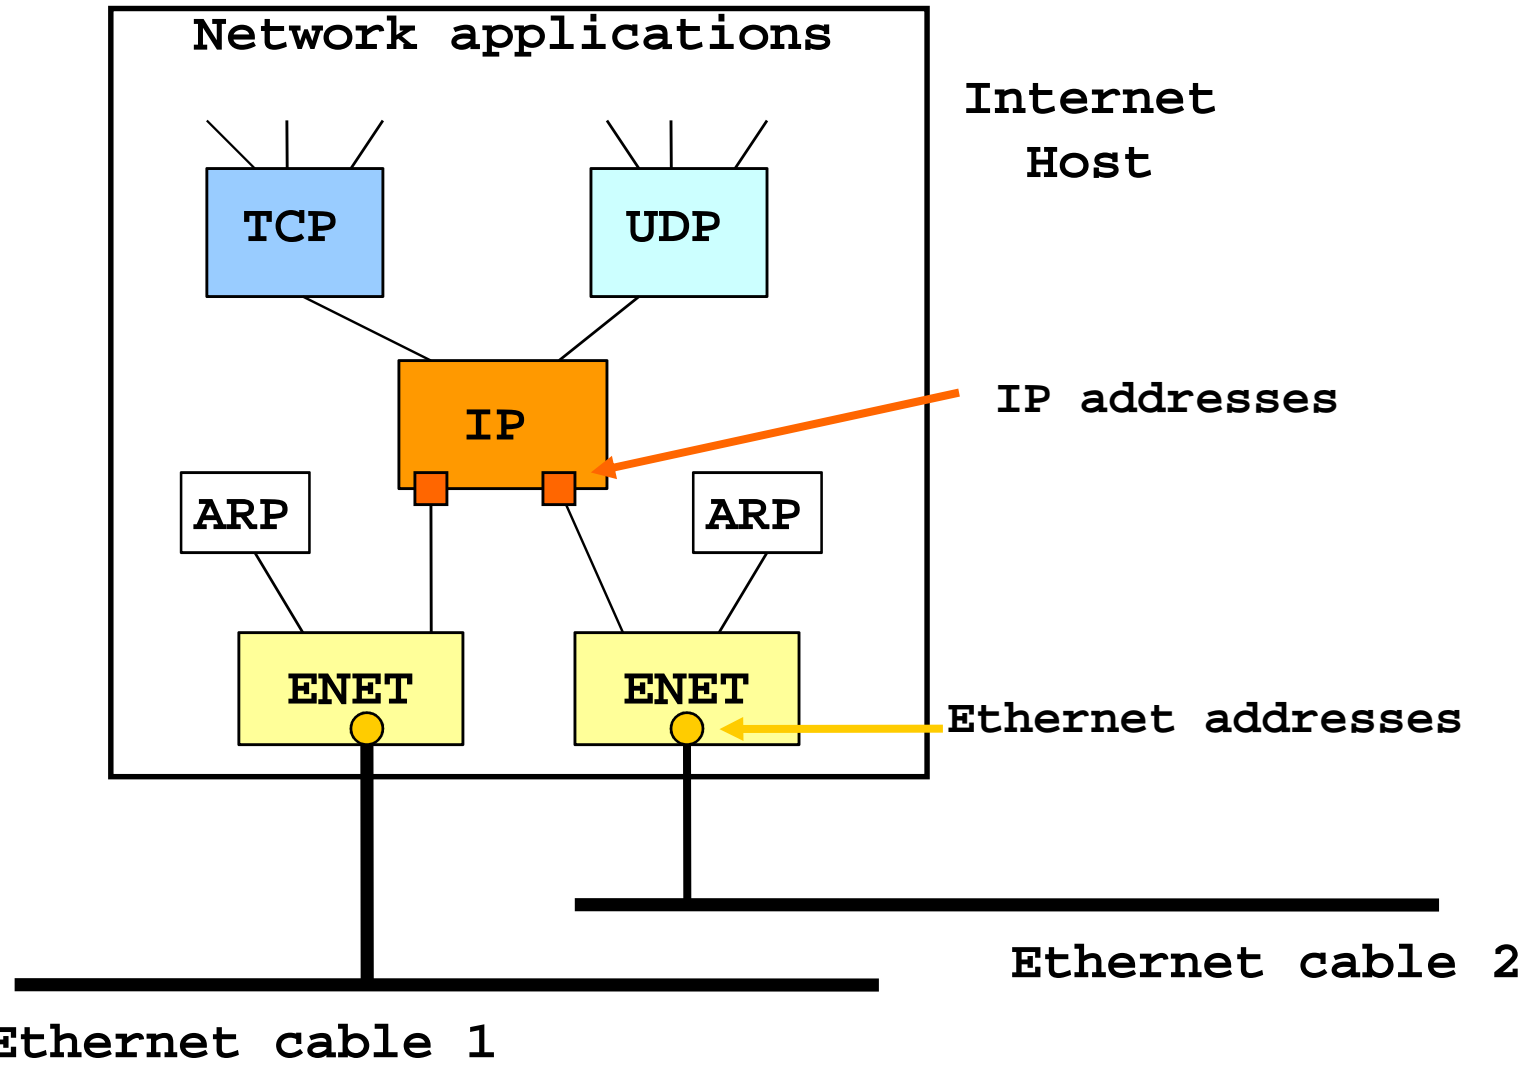 Network applications
Internet
Host
TCP
UDP
IP addresses
IP
ARP
ARP
ENET
ENET
Ethernet addresses
Ethernet cable 2
Ethernet cable 1